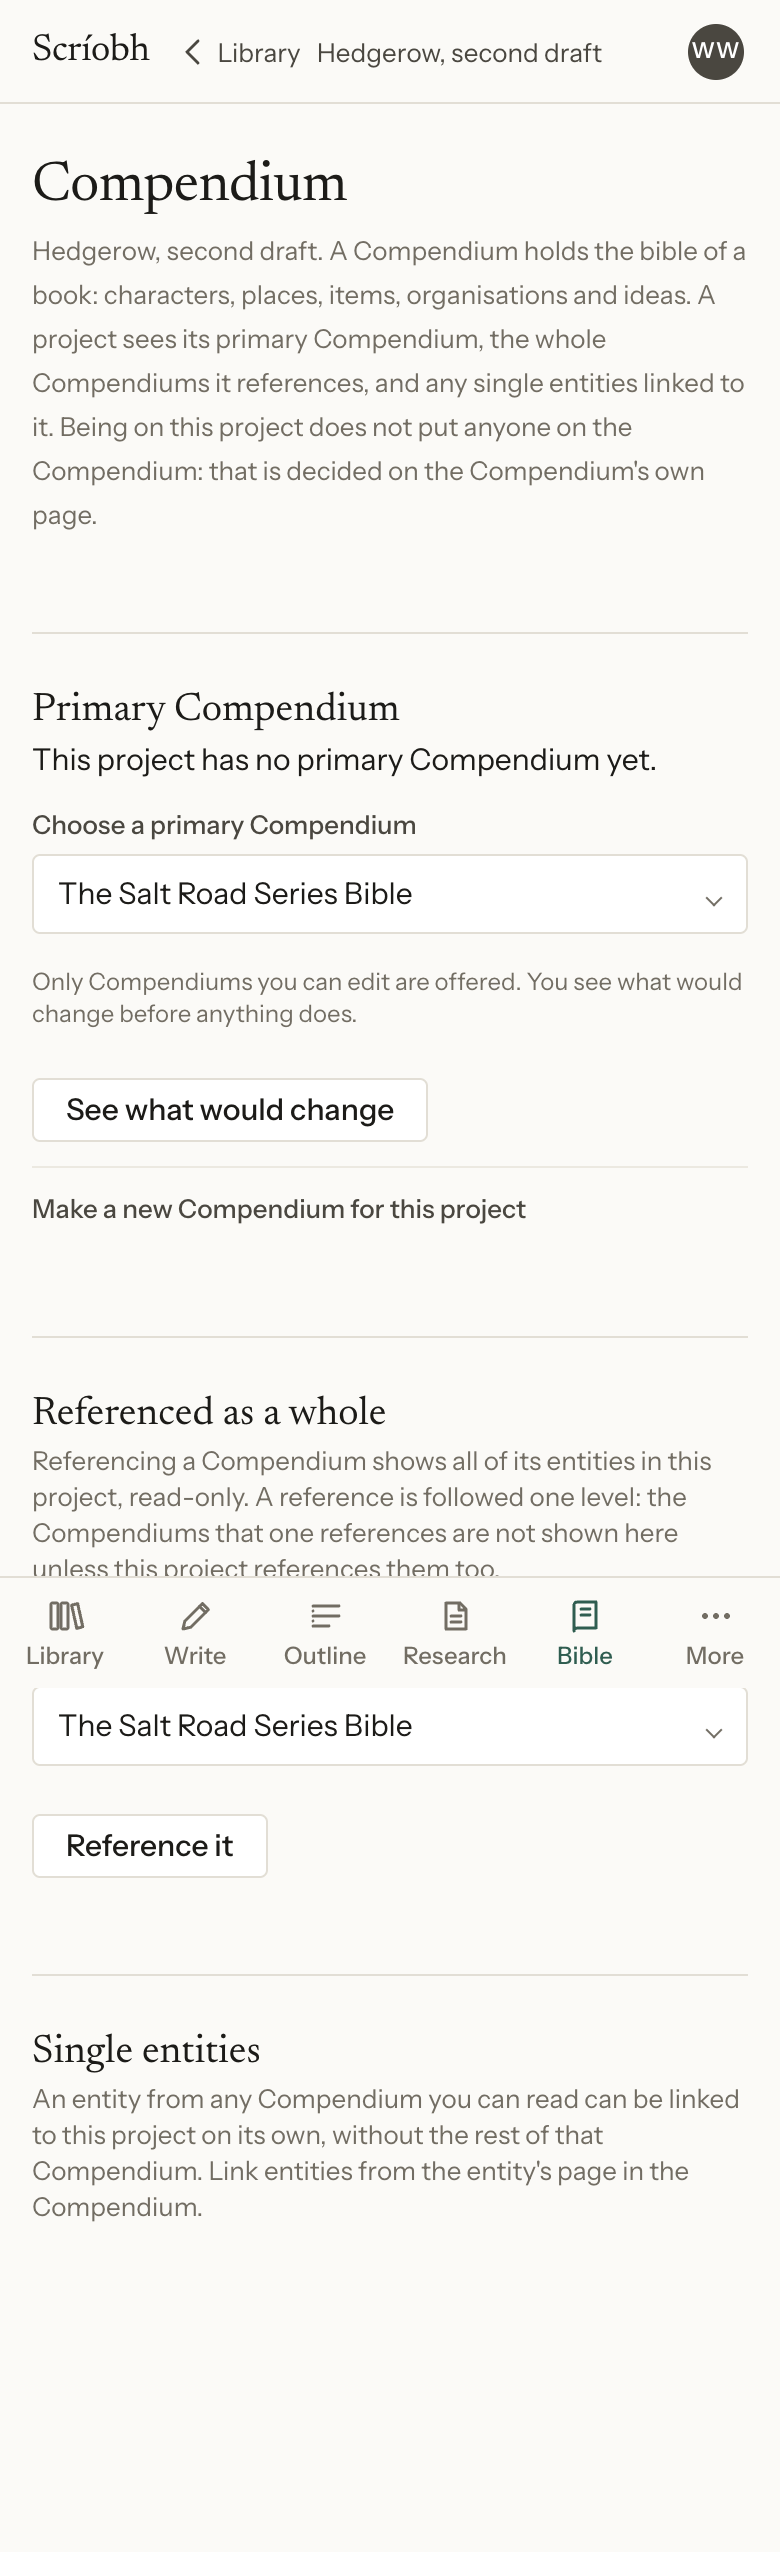 Scríobh
Library
Hedgerow, second draft
WW
Compendium
Hedgerow, second draft. A Compendium holds the bible of a
book: characters, places, items, organisations and ideas. A
project sees its primary Compendium, the whole
Compendiums it references, and any single entities linked to
it. Being on this project does not put anyone on the
Compendium: that is decided on the Compendium's own
page.
Primary Compendium
This project has no primary Compendium yet.
Choose a primary Compendium
The Salt Road Series Bible
Only Compendiums you can edit are offered. You see what would
change before anything does.
See what would change
Make a new Compendium for this project
Referenced as a whole
Referencing a Compendium shows all of its entities in this
project, read-only. A reference is followed one level: the
Compendiums that one references are not shown here
unless this project references them too.
Library
Write
Outline
Research
Bible
More
The Salt Road Series Bible
Reference it
Single entities
An entity from any Compendium you can read can be linked
to this project on its own, without the rest of that
Compendium. Link entities from the entity's page in the
Compendium.